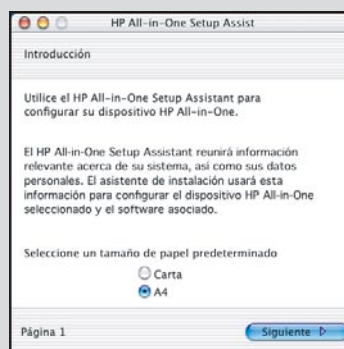 HP All-in-One Setup Assist
Introducción
Utilice el HP All-in-One Setup Assistant para
configurar su dispositivo HP All-in-One.
El HP All-in-One Setup Assistant reunirá información
relevante acerca de su sistema, así como sus datos
personales. El asistente de instalación usará esta
información para configurar el dispositivo HP All-in-One
seleccionado y el software asociado.
Seleccione un tamaño de papel predeterminado
Carta
A4
Página 1
Siguiente